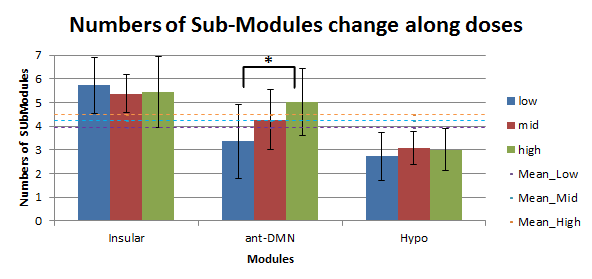 Numbers of Sub-Modules change along doses
Numbers of SUbModules
7
6
5
4
3
2
1
0
*
Insular
ant-DMN
Hypo
Modules
low
mid
high
Mean_Low
Mean_Mid
Mean_High